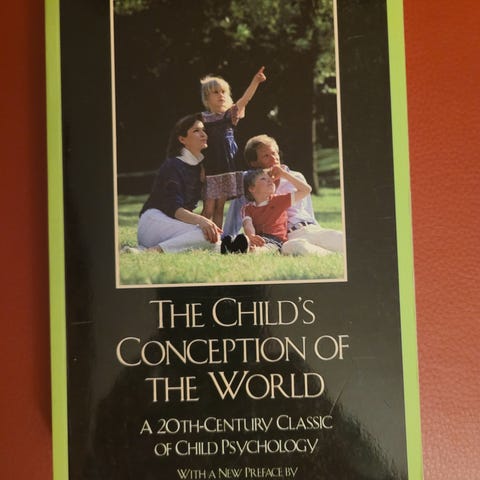 THE CHILD'S
CONCEPTION OF
THE WORLD
A 20TH-CENTURY CLASSIC
OF CHILD PSYCHOLOGY
WITH A NEW PREFACE BY